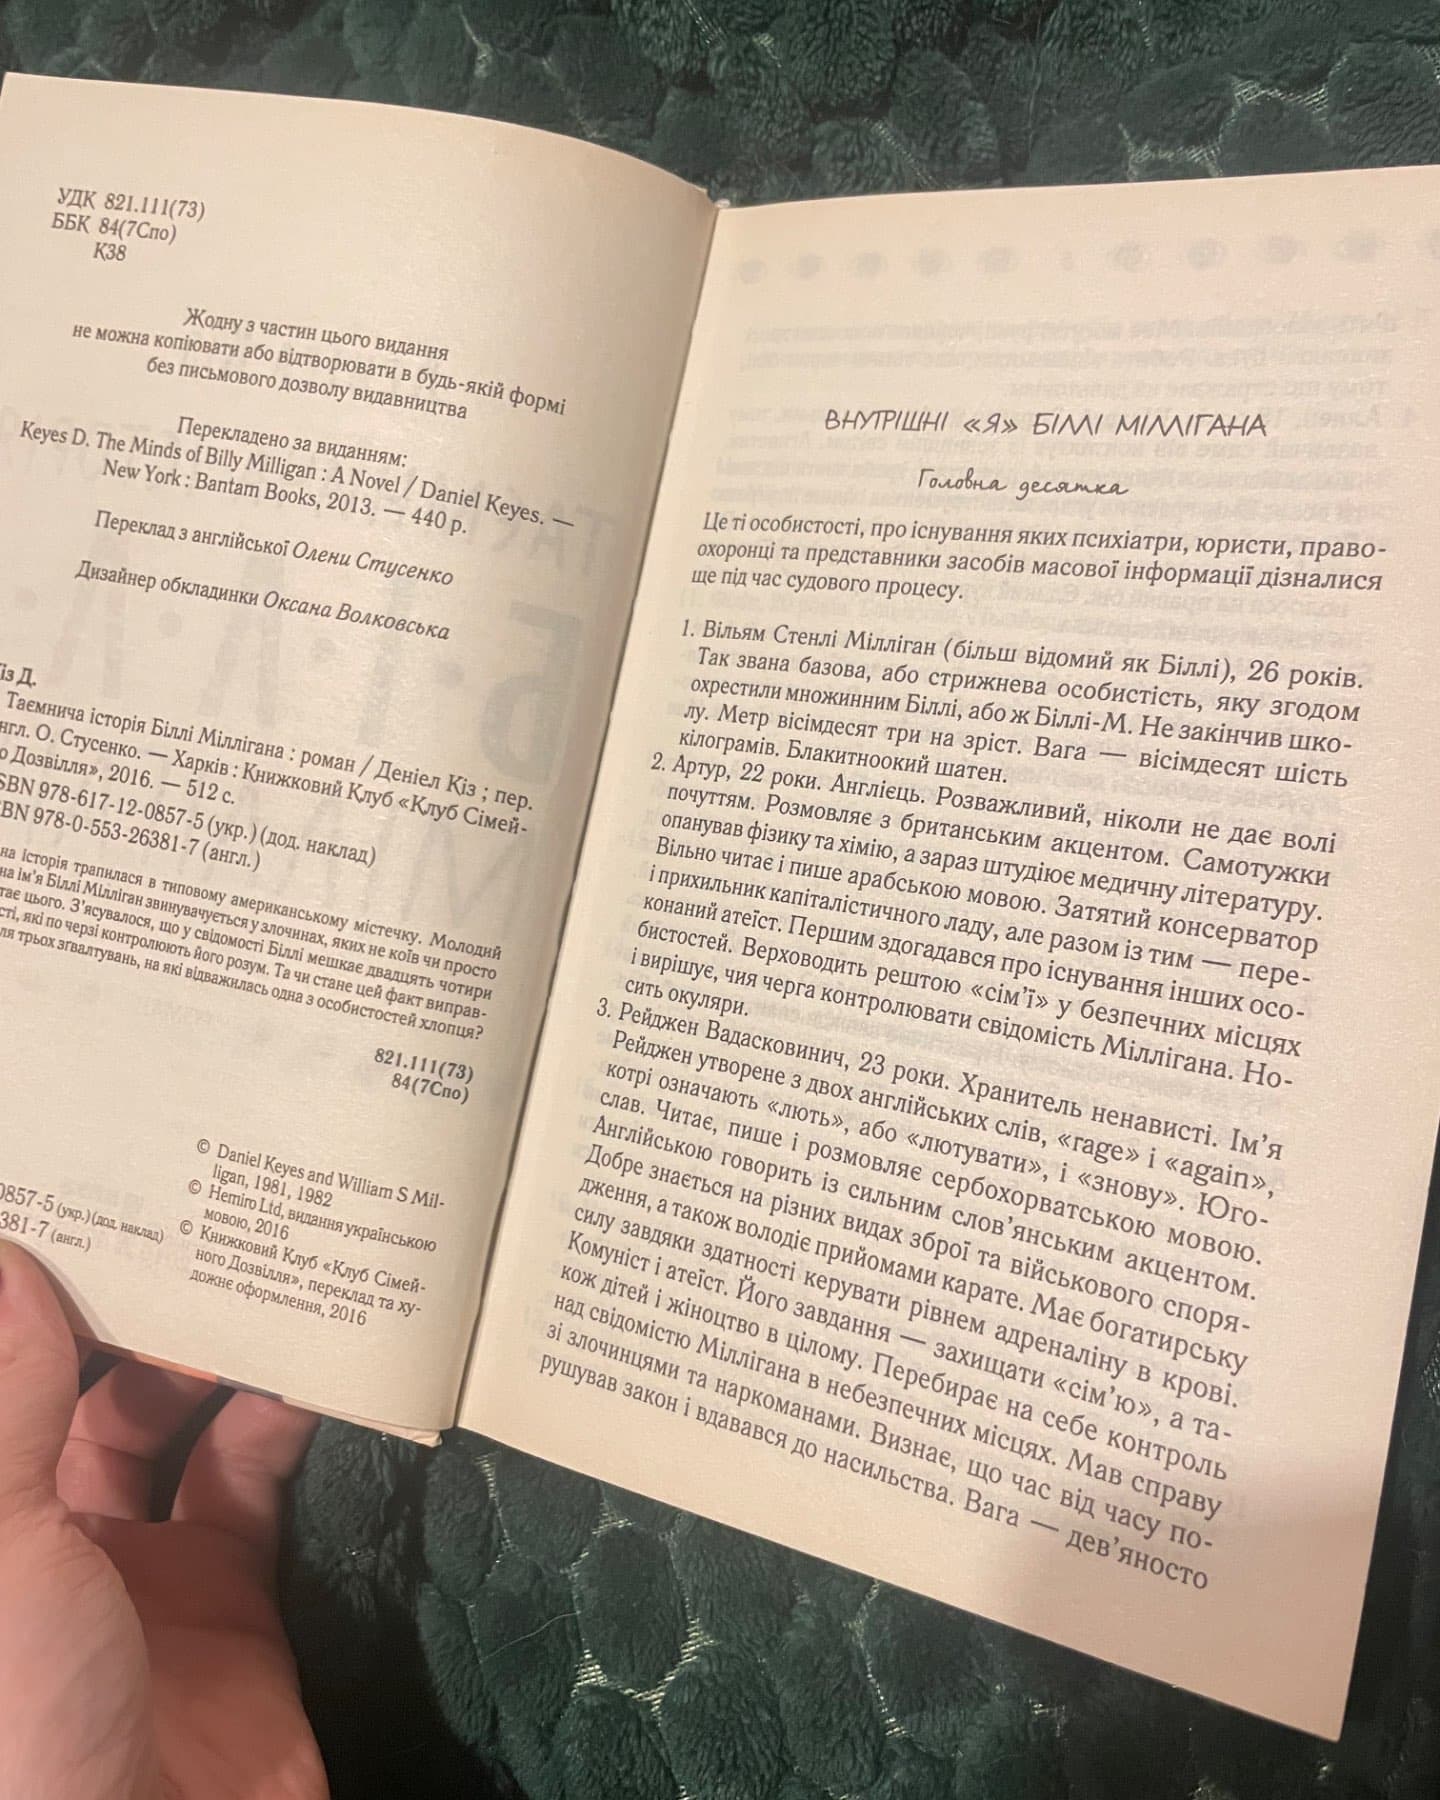 УДК 821.111(73)
ББК 84(7Спо)
К38
Жодну з частин цього видання
не можна копіювати або відтворювати в будь-якій формі
без письмового дозволу видавництва
Перекладено за виданням:
Keyes D. The Minds of Billy Milligan : A Novel / Daniel Keyes. —
New York : Bantam Books, 2013. — 440 p.
Переклад з англійської Олени Стусенко
Дизайнер обкладинки Оксана Волковська
із Д.
Таємнича історія Біллі Міллігана : роман / Деніел Кіз ; пер.
нгл. О. Стусенко. — Харків : Книжковий Клуб «Клуб Сімей-
о Дозвілля», 2016. — 512 с.
SBN 978-617-12-0857-5 (укр.) (дод. наклад)
BN 978-0-553-26381-7 (англ.)
на історія трапилася в типовому американському містечку. Молодий
на ім’я Біллі Мілліган звинувачується у злочинах, яких не коїв чи просто
тає цього. З’ясувалося, що у свідомості Біллі мешкає двадцять чотири
сті, які по черзі контролюють його розум. Та чи стане цей факт виправ-
ля трьох зґвалтувань, на які відважилась одна з особистостей хлопця?
821.111(73)
84(7Спо)
© Daniel Keyes and William S Mil-
ligan, 1981, 1982
© Hemiro Ltd, видання українською
мовою, 2016
© Книжковий Клуб «Клуб Сімей-
ного Дозвілля», переклад та ху-
дожнє оформлення, 2016
0857-5 (укр.) (дод. наклад)
381-7 (англ.)
ВНУТРІШНІ «Я» БІЛЛІ МІЛЛІГАНА
Головна десятка
Це ті особистості, про існування яких психіатри, юристи, право-
охоронці та представники засобів масової інформації дізналися
ще під час судового процесу.
1. Вільям Стенлі Мілліган (більш відомий як Біллі), 26 років.
Так звана базова, або стрижнева особистість, яку згодом
охрестили множинним Біллі, або ж Біллі-М. Не закінчив шко-
лу. Метр вісімдесят три на зріст. Вага — вісімдесят шість
кілограмів. Блакитноокий шатен.
2. Артур, 22 роки. Англієць. Розважливий, ніколи не дає волі
почуттям. Розмовляє з британським акцентом. Самотужки
опанував фізику та хімію, а зараз штудіює медичну літературу.
Вільно читає і пише арабською мовою. Затятий консерватор
і прихильник капіталістичного ладу, але разом із тим — пере-
конаний атеїст. Першим здогадався про існування інших осо-
бистостей. Верховодить рештою «сім’ї» у безпечних місцях
і вирішує, чия черга контролювати свідомість Міллігана. Но-
сить окуляри.
3. Рейджен Вадасковинич, 23 роки. Хранитель ненависті. Ім’я
Рейджен утворене з двох англійських слів, «rage» і «again»,
котрі означають «лють», або «лютувати», і «знову». Юго-
слав. Читає, пише і розмовляє сербохорватською мовою.
Англійською говорить із сильним слов’янським акцентом.
Добре знається на різних видах зброї та військового споря-
дження, а також володіє прийомами карате. Має богатирську
силу завдяки здатності керувати рівнем адреналіну в крові.
Комуніст і атеїст. Його завдання — захищати «сім’ю», а та-
кож дітей і жіноцтво в цілому. Перебирає на себе контроль
над свідомістю Міллігана в небезпечних місцях. Мав справу
зі злочинцями та наркоманами. Визнає, що час від часу по-
рушував закон і вдавався до насильства. Вага — дев’яносто